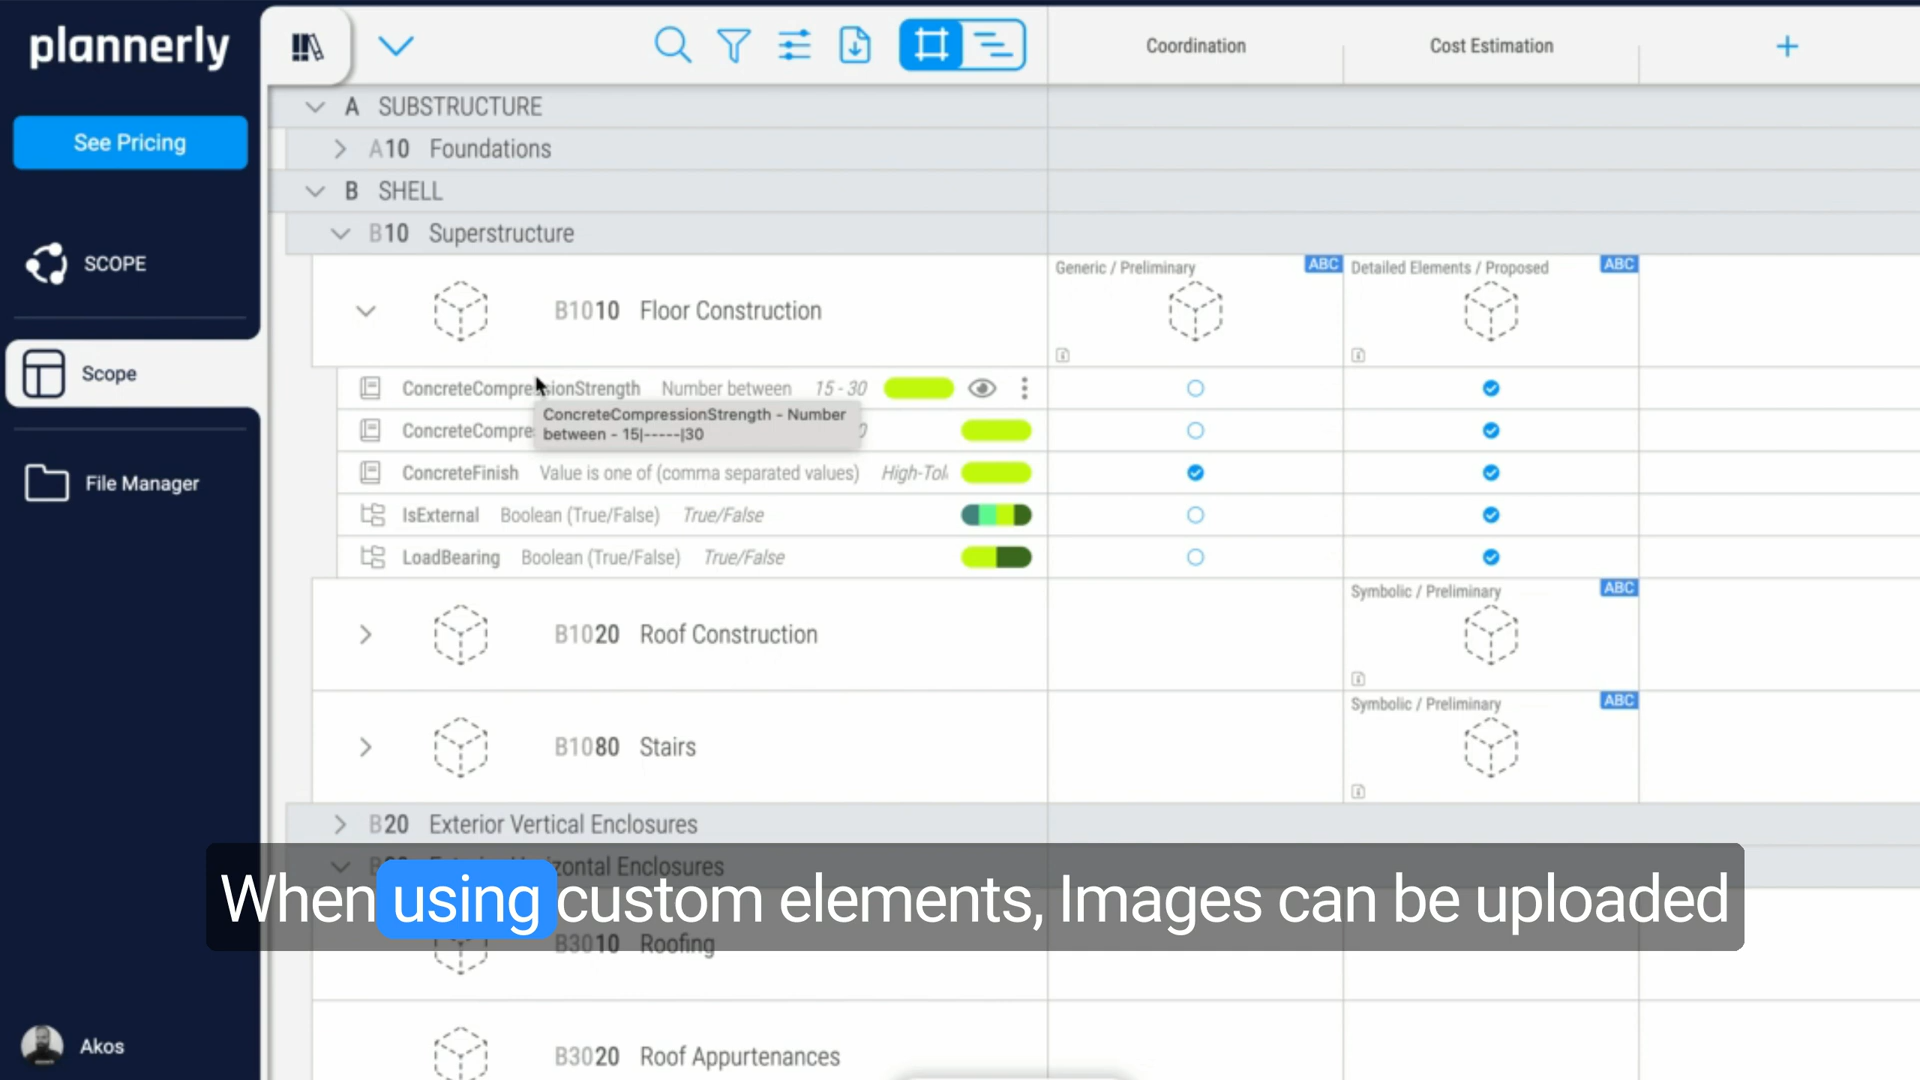 plannerly
See Pricing
SCOPE
Scope
File Manager
Akos
Coordination
Cost Estimation
A SUBSTRUCTURE
A10 Foundations
B SHELL
B10 Superstructure
B1010 Floor Construction
Generic / Preliminary
ABC
Detailed Elements / Proposed
ABC
ConcreteCompressionStrength Number between 15 - 30
ConcreteCompressionStrength - Number
between - 15|-----|30
ConcreteCompre
ConcreteFinish Value is one of (comma separated values) High-Tol
IsExternal Boolean (True/False) True/False
LoadBearing Boolean (True/False) True/False
B1020 Roof Construction
Symbolic / Preliminary
ABC
B1080 Stairs
Symbolic / Preliminary
ABC
B20 Exterior Vertical Enclosures
zontal Enclosures
When using custom elements, Images can be uploaded
B3010 Roofing
B3020 Roof Appurtenances